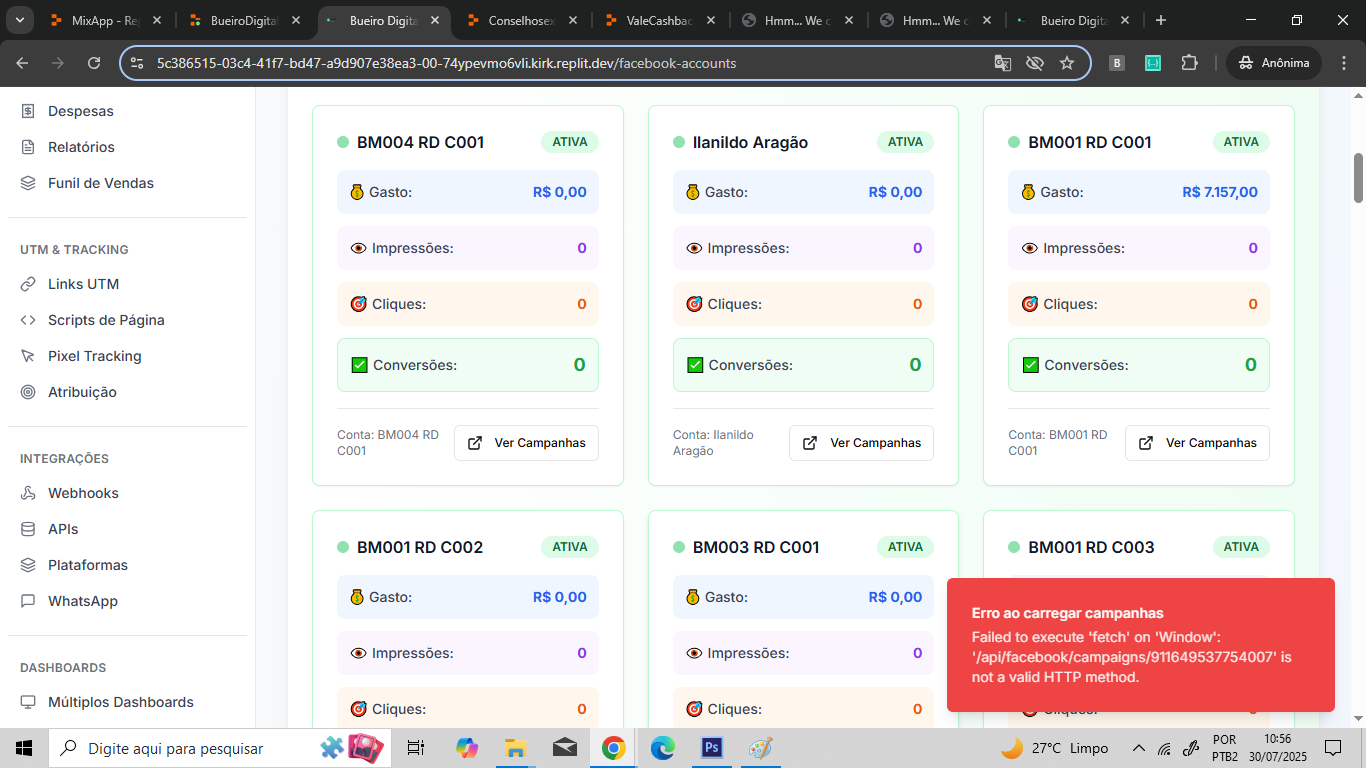 MixApp - Re
BueiroDigital
Bueiro Digita
Conselhosex
ValeCashbac
Hmm... We c
Hmm... We c
Bueiro Digita
5c386515-03c4-41f7-bd47-a9d907e38ea3-00-74ypevmo6vli.kirk.replit.dev/facebook-accounts
B
Anônima
Despesas
Relatórios
Funil de Vendas
UTM & TRACKING
Links UTM
Scripts de Página
Pixel Tracking
Atribuição
INTEGRAÇÕES
Webhooks
APIs
Plataformas
WhatsApp
DASHBOARDS
Múltiplos Dashboards
BM004 RD C001 ATIVA
Gasto: R$ 0,00
Impressões: 0
Cliques: 0
Conversões: 0
Conta: BM004 RD
C001
Ver Campanhas
Ilanildo Aragão ATIVA
Gasto: R$ 0,00
Impressões: 0
Cliques: 0
Conversões: 0
Conta: Ilanildo
Aragão
Ver Campanhas
BM001 RD C001 ATIVA
Gasto: R$ 7.157,00
Impressões: 0
Cliques: 0
Conversões: 0
Conta: BM001 RD
C001
Ver Campanhas
BM001 RD C002 ATIVA
Gasto: R$ 0,00
Impressões: 0
Cliques: 0
BM003 RD C001 ATIVA
Gasto: R$ 0,00
Impressões: 0
Cliques: 0
BM001 RD C003 ATIVA
Erro ao carregar campanhas
Failed to execute 'fetch' on 'Window':
'/api/facebook/campaigns/911649537754007' is
not a valid HTTP method.
Digite aqui para pesquisar
Ps
27°C Limpo
POR
PTB2
10:56
30/07/2025